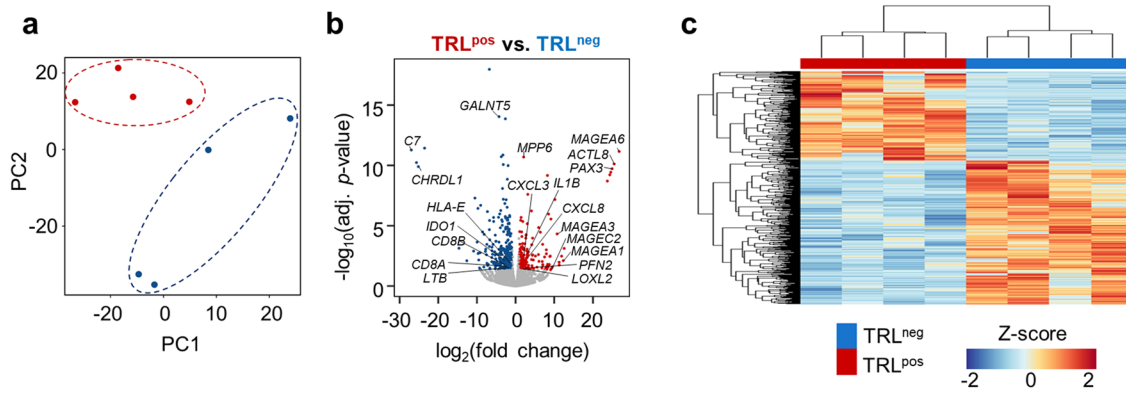 a
20
0
-20
PC2
-20
0
20
PC1
b
TRLpos vs. TRLneg
15
10
5
0
-log10(adj. p-value)
GALNT5
C7
MPP6
MAGEA6
ACTL8
PAX3
CHRDL1
CXCL3
IL1B
HLA-E
CXCL8
IDO1
MAGEA3
CD8B
MAGEC2
MAGEA1
CD8A
PFN2
LTB
LOXL2
-30
-20
-10
0
10
20
log2(fold change)
c
TRLneg
TRLpos
Z-score
-2
0
2